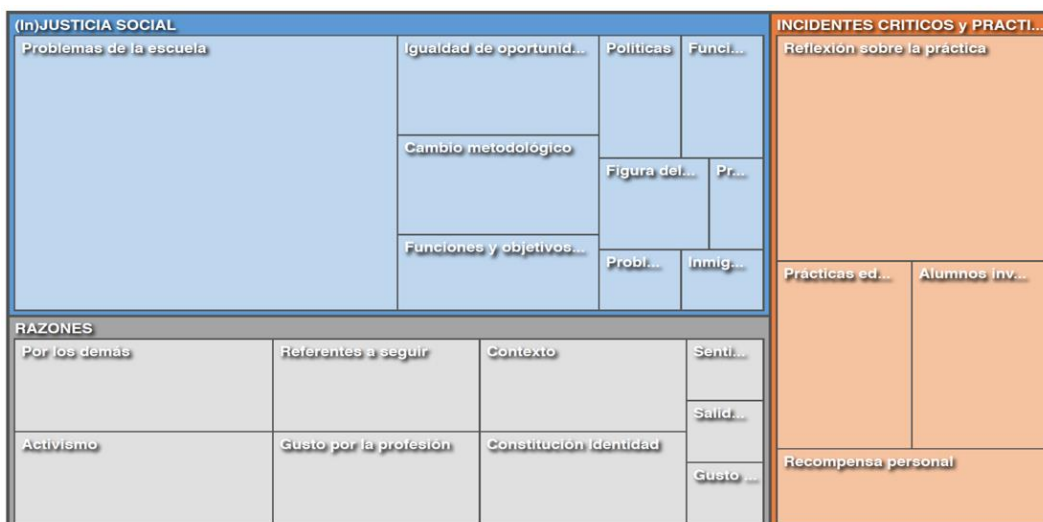 (In)JUSTICIA SOCIAL
Problemas de la escuela
Igualdad de oportunid...
Políticas
Funci...
Cambio metodológico
Figura del...
Pr...
Funciones y objetivos...
Probl...
Inmig...
INCIDENTES CRITICOS y PRACTI...
Reflexión sobre la práctica
Prácticas ed...
Alumnos inv...
Recompensa personal
RAZONES
Por los demás
Referentes a seguir
Contexto
Senti...
Salid...
Activismo
Gusto por la profesión
Constitución Identidad
Gusto ...